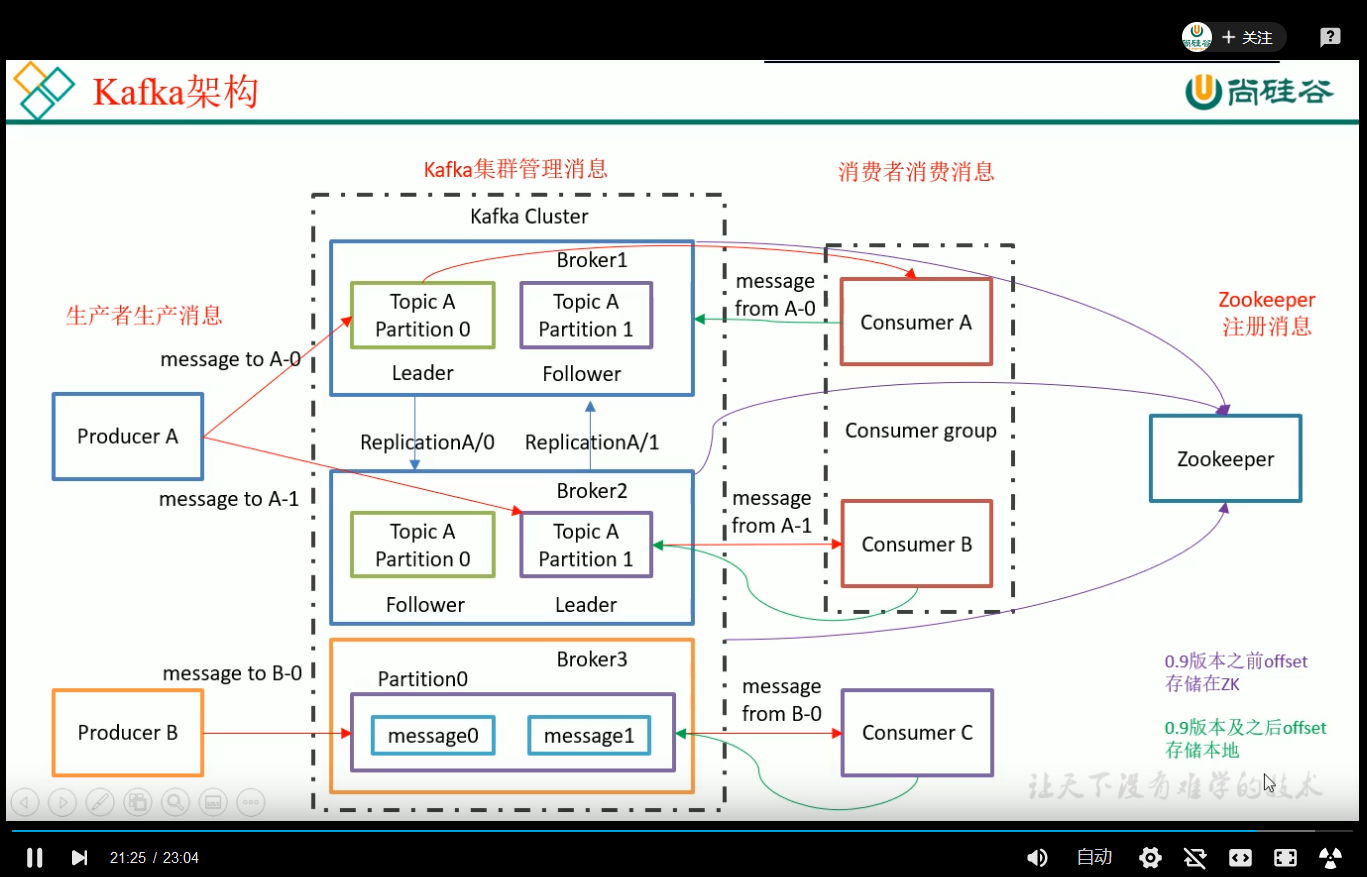 关注
Kafka架构
尚硅谷
Kafka集群管理消息
消费者消费消息
Kafka Cluster
Broker1
Topic A
Partition 0
Topic A
Partition 1
Leader
Follower
message
from A-0
Consumer A
Zookeeper
注册消息
生产者生产消息
message to A-0
Producer A
message to A-1
ReplicationA/0
ReplicationA/1
Consumer group
Zookeeper
Broker2
Topic A
Partition 0
Topic A
Partition 1
Follower
Leader
message
from A-1
Consumer B
message to B-0
Producer B
Broker3
Partition0
message0
message1
message
from B-0
Consumer C
0.9版本之前offset
存储在ZK
0.9版本及之后offset
存储本地
让天下没有难学的技术
21:25 / 23:04
自动